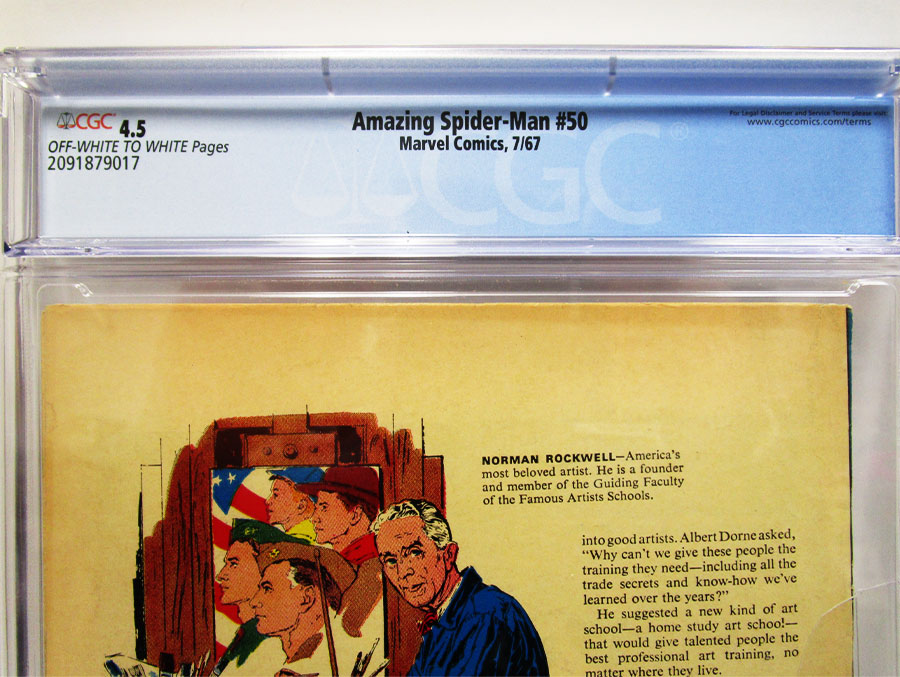 CGC 4.5
OFF-WHITE TO WHITE Pages
2091879017
Amazing Spider-Man #50
Marvel Comics, 7/67
For Legal Disclaimer and Service Terms please visit:
www.cgccomics.com/terms
CGC
NORMAN ROCKWELL—America's
most beloved artist. He is a founder
and member of the Guiding Faculty
of the Famous Artists Schools.
into good artists. Albert Dorne asked,
"Why can't we give these people the
training they need—including all the
trade secrets and know-how we've
learned over the years?"
He suggested a new kind of art
school—a home study art school—
that would give talented people the
best professional art training, no
matter where they live.